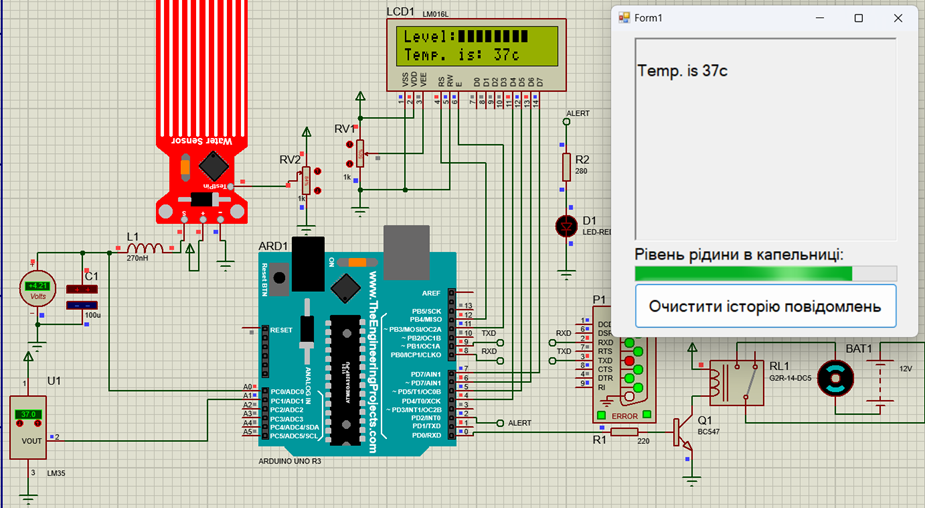 LCD1
LM016L
Level:
Temp. is: 37c
VSS
VDD
VEE
RS
RW
E
D0
D1
D2
D3
D4
D5
D6
D7
1
2
3
4
5
6
7
8
9
10
11
12
13
14
Form1
Temp. is 37c
Рівень рідини в капельниці:
Очистити історію повідомлень
Water Sensor
TestPin
S
+
-
RV1
1k
RV2
1k
ALERT
R2
280
D1
LED-RED
L1
270nH
C1
100u
+4.21
Volts
U1
37.0
VOUT
1
2
3
LM35
ARD1
Reset BTN
ON
www.TheEngineeringProjects.com
ANALOG IN
RESET
AREF
PB5/SCK
PB4/MISO
~ PB3/MOSI/OC2A
~ PB2/OC1B
~ PB1/OC1A
PB0/ICP1/CLKO
PD7/AIN1
~ PD6/AIN0
~ PD5/T1/OC0B
PD4/T0/XCK
~ PD3/INT1/OC2B
PD2/INT0
PD1/TXD
PD0/RXD
13
12
11
10
9
8
7
6
5
4
3
2
1
0
A0
A1
A2
A3
A4
A5
PC0/ADC0
PC1/ADC1
PC2/ADC2
PC3/ADC3
PC4/ADC4/SDA
PC5/ADC5/SCL
ARDUINO UNO R3
TXD
RXD
ALERT
RXD
TXD
P1
DCD
DSR
RXD
RTS
TXD
CTS
DTR
RI
1
6
2
7
3
8
4
9
ERROR
R1
220
Q1
BC547
RL1
G2R-14-DC5
BAT1
12V